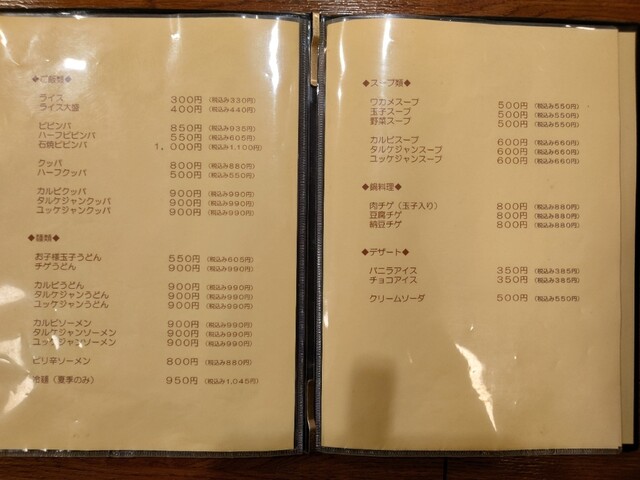 ◆ご飯類◆
ライス 300円 (税込み330円)
ライス大盛 400円 (税込み440円)
ビビンバ 850円 (税込み935円)
ハーフビビンバ 550円 (税込み605円)
石焼ビビンバ 1,000円 (税込み1,100円)
クッパ 800円 (税込み880円)
ハーフクッパ 500円 (税込み550円)
カルビクッパ 900円 (税込み990円)
タルケジャンクッパ 900円 (税込み990円)
ユッケジャンクッパ 900円 (税込み990円)
◆麺類◆
お子様玉子うどん 550円 (税込み605円)
チゲうどん 900円 (税込み990円)
カルビうどん 900円 (税込み990円)
タルケジャンうどん 900円 (税込み990円)
ユッケジャンうどん 900円 (税込み990円)
カルビソーメン 900円 (税込み990円)
タルケジャンソーメン 900円 (税込み990円)
ユッケジャンソーメン 900円 (税込み990円)
ピリ辛ソーメン 800円 (税込み880円)
冷麺(夏季のみ) 950円 (税込み1,045円)
◆スープ類◆
ワカメスープ 500円 (税込み550円)
玉子スープ 500円 (税込み550円)
野菜スープ 500円 (税込み550円)
カルビスープ 600円 (税込み660円)
タルケジャンスープ 600円 (税込み660円)
ユッケジャンスープ 600円 (税込み660円)
◆鍋料理◆
肉チゲ(玉子入り) 800円 (税込み880円)
豆腐チゲ 800円 (税込み880円)
納豆チゲ 800円 (税込み880円)
◆デザート◆
バニラアイス 350円 (税込み385円)
チョコアイス 350円 (税込み385円)
クリームソーダ 500円 (税込み550円)